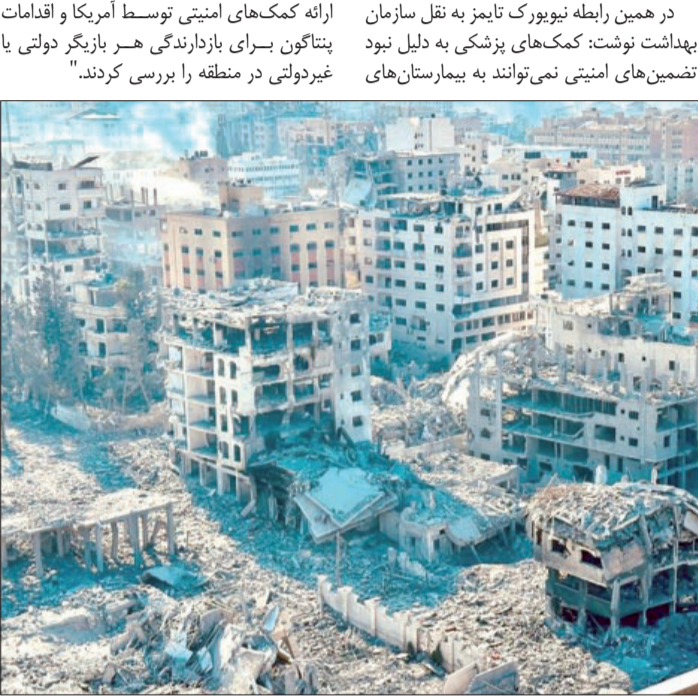 در همین رابطه نیویورک تایمز به نقل سازمان
بهداشت نوشت: کمک‌های پزشکی به دلیل نبود
تضمین‌های امنیتی نمی‌توانند به بیمارستان‌های
ارائه کمک‌های امنیتی توسط آمریکا و اقدامات
پنتاگون برای بازدارندگی هر بازیگر دولتی یا
غیردولتی در منطقه را بررسی کردند."